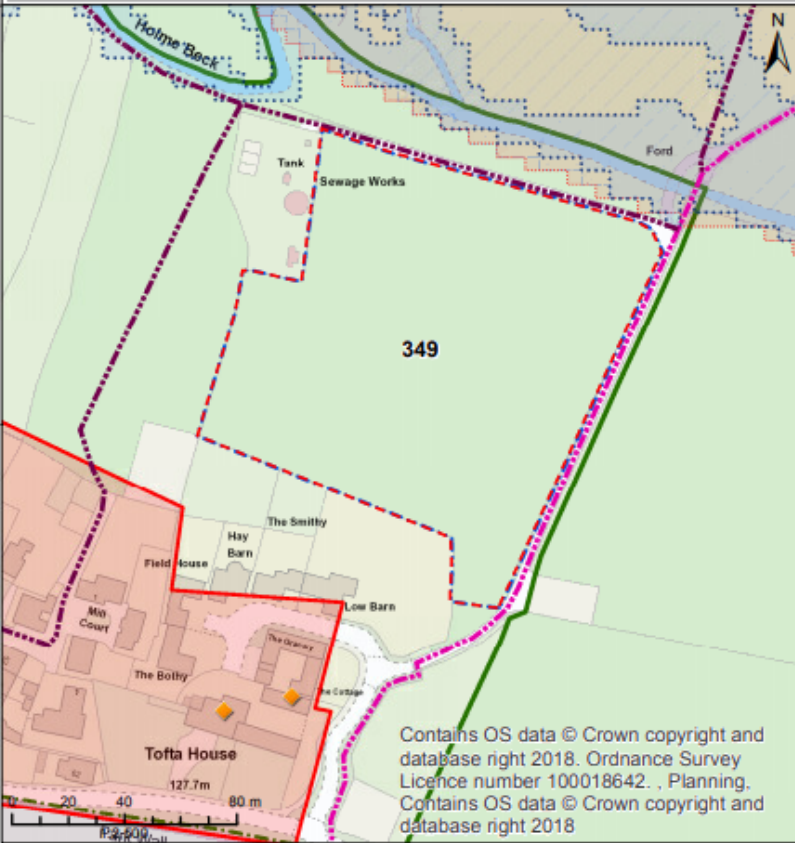 N
Holme Beck
Ford
Tank
Sewage Works
349
The Smithy
Hay
Barn
Field House
Low Barn
Mill
Court
The Granary
The Bothy
The Cottage
Tofta House
127.7m
0 20 40 80 m
Contains OS data © Crown copyright and
database right 2018. Ordnance Survey
Licence number 100018642. , Planning,
Contains OS data © Crown copyright and
database right 2018